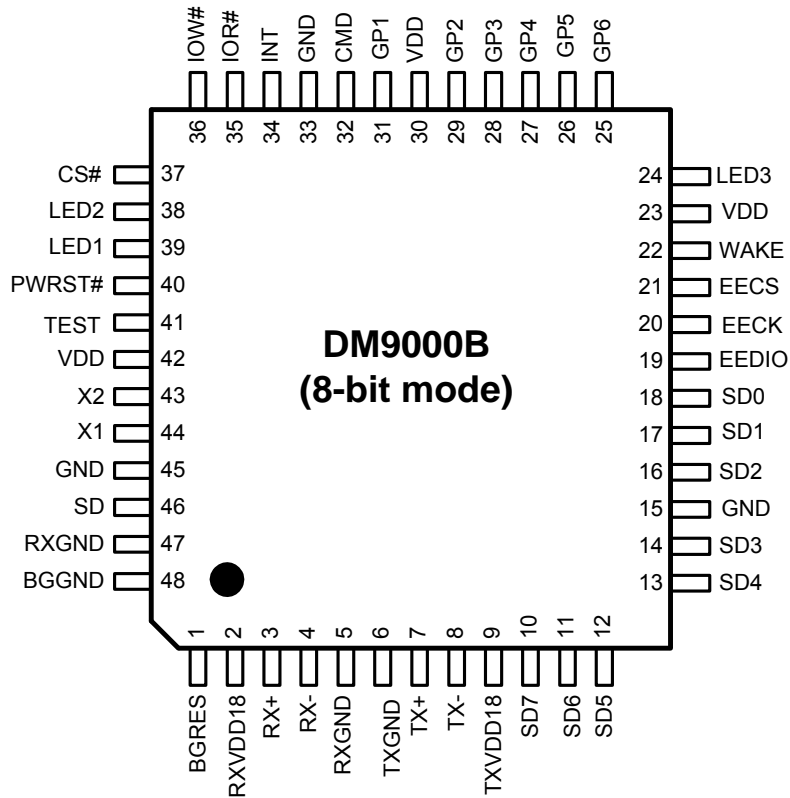 IOW# IOR# INT GND CMD GP1 VDD GP2 GP3 GP4 GP5 GP6
36 35 34 33 32 31 30 29 28 27 26 25
CS# 37
LED2 38
LED1 39
PWRST# 40
TEST 41
VDD 42
X2 43
X1 44
GND 45
SD 46
RXGND 47
BGGND 48
DM9000B
(8-bit mode)
24 LED3
23 VDD
22 WAKE
21 EECS
20 EECK
19 EEDIO
18 SD0
17 SD1
16 SD2
15 GND
14 SD3
13 SD4
1 2 3 4 5 6 7 8 9 10 11 12
BGRES RXVDD18 RX+ RX- RXGND TXGND TX+ TX- TXVDD18 SD7 SD6 SD5